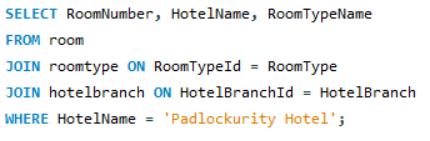 SELECT RoomNumber, HotelName, RoomTypeName
FROM room
JOIN roomtype ON RoomTypeId = RoomType
JOIN hotelbranch ON HotelBranchId = HotelBranch
WHERE HotelName = 'Padlockurity Hotel';